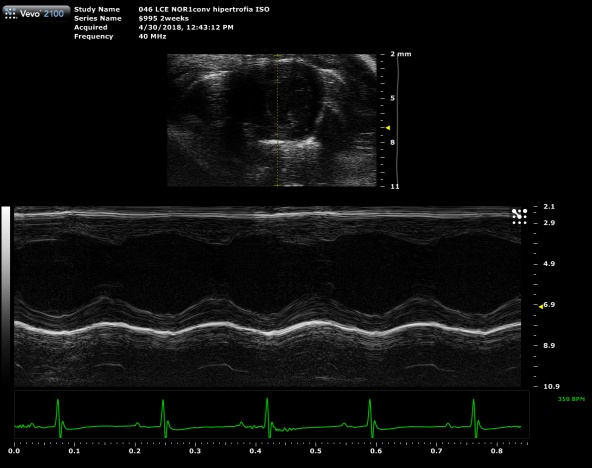 Vevo 2100
Study Name 046 LCE NOR1conv hipertrofia ISO
Series Name S995 2weeks
Acquired 4/30/2018, 12:43:12 PM
Frequency 40 MHz
2 mm
5
8
11
2.1
2.9
4.9
6.9
8.9
10.9
350 BPM
0.0 0.1 0.2 0.3 0.4 0.5 0.6 0.7 0.8